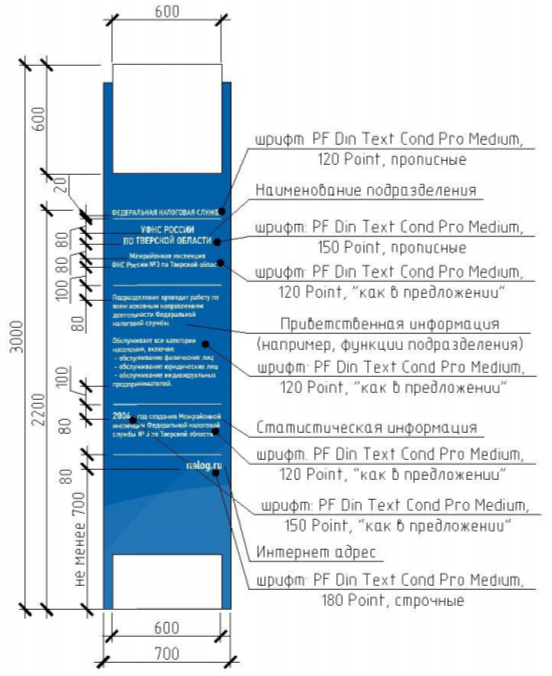 600
600
20
80
80
100
80
100
80
80
3000
2200
не менее 700
600
700
ФЕДЕРАЛЬНАЯ НАЛОГОВАЯ СЛУЖБ
УФНС РОССИИ
ПО ТВЕРСКОЙ ОБЛАСТИ
Межрайонная инспекция
ФНС России №3 по Тверской област
Подразделение проводит работу по
всем основным направлениям
деятельности Федеральной
налоговой службы.
Обслуживает все категории
населения, включая:
- обслуживание физических лиц
- обслуживание юридических лиц
- обслуживание индивидуальных
предпринимателей.
2004 год создания Межрайонной
инспекции Федеральной налоговой
службы №3 по Тверской области
nalog.ru
шрифт: PF Din Text Cond Pro Medium,
120 Point, прописные
Наименование подразделения
шрифт: PF Din Text Cond Pro Medium,
150 Point, прописные
шрифт: PF Din Text Cond Pro Medium,
120 Point, "как в предложении"
Приветственная информация
(например, функции подразделения)
шрифт: PF Din Text Cond Pro Medium,
120 Point, "как в предложении"
Статистическая информация
шрифт: PF Din Text Cond Pro Medium,
120 Point, "как в предложении"
шрифт: PF Din Text Cond Pro Medium,
150 Point, "как в предложении"
Интернет адрес
шрифт: PF Din Text Cond Pro Medium,
180 Point, строчные